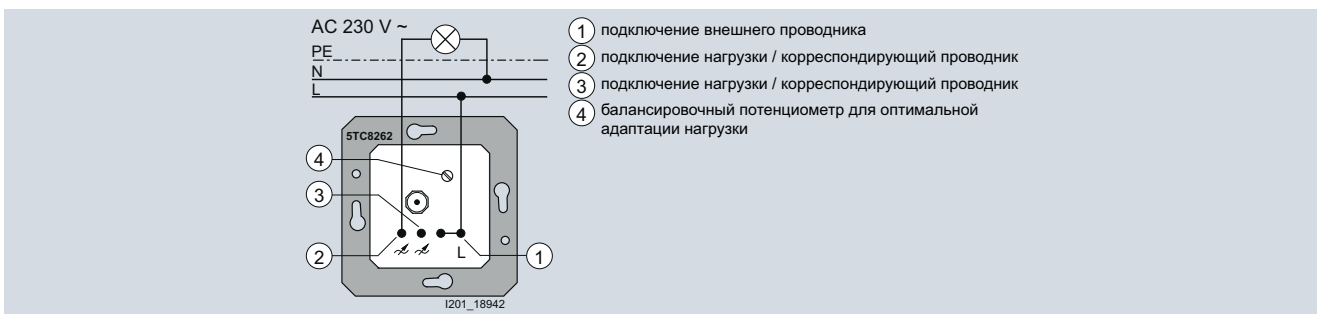 AC 230 V ~
PE
N
L
5TC8262
4
3
2
L
1
I201_18942
1 подключение внешнего проводника
2 подключение нагрузки / корреспондирующий проводник
3 подключение нагрузки / корреспондирующий проводник
4 балансировочный потенциометр для оптимальной
адаптации нагрузки